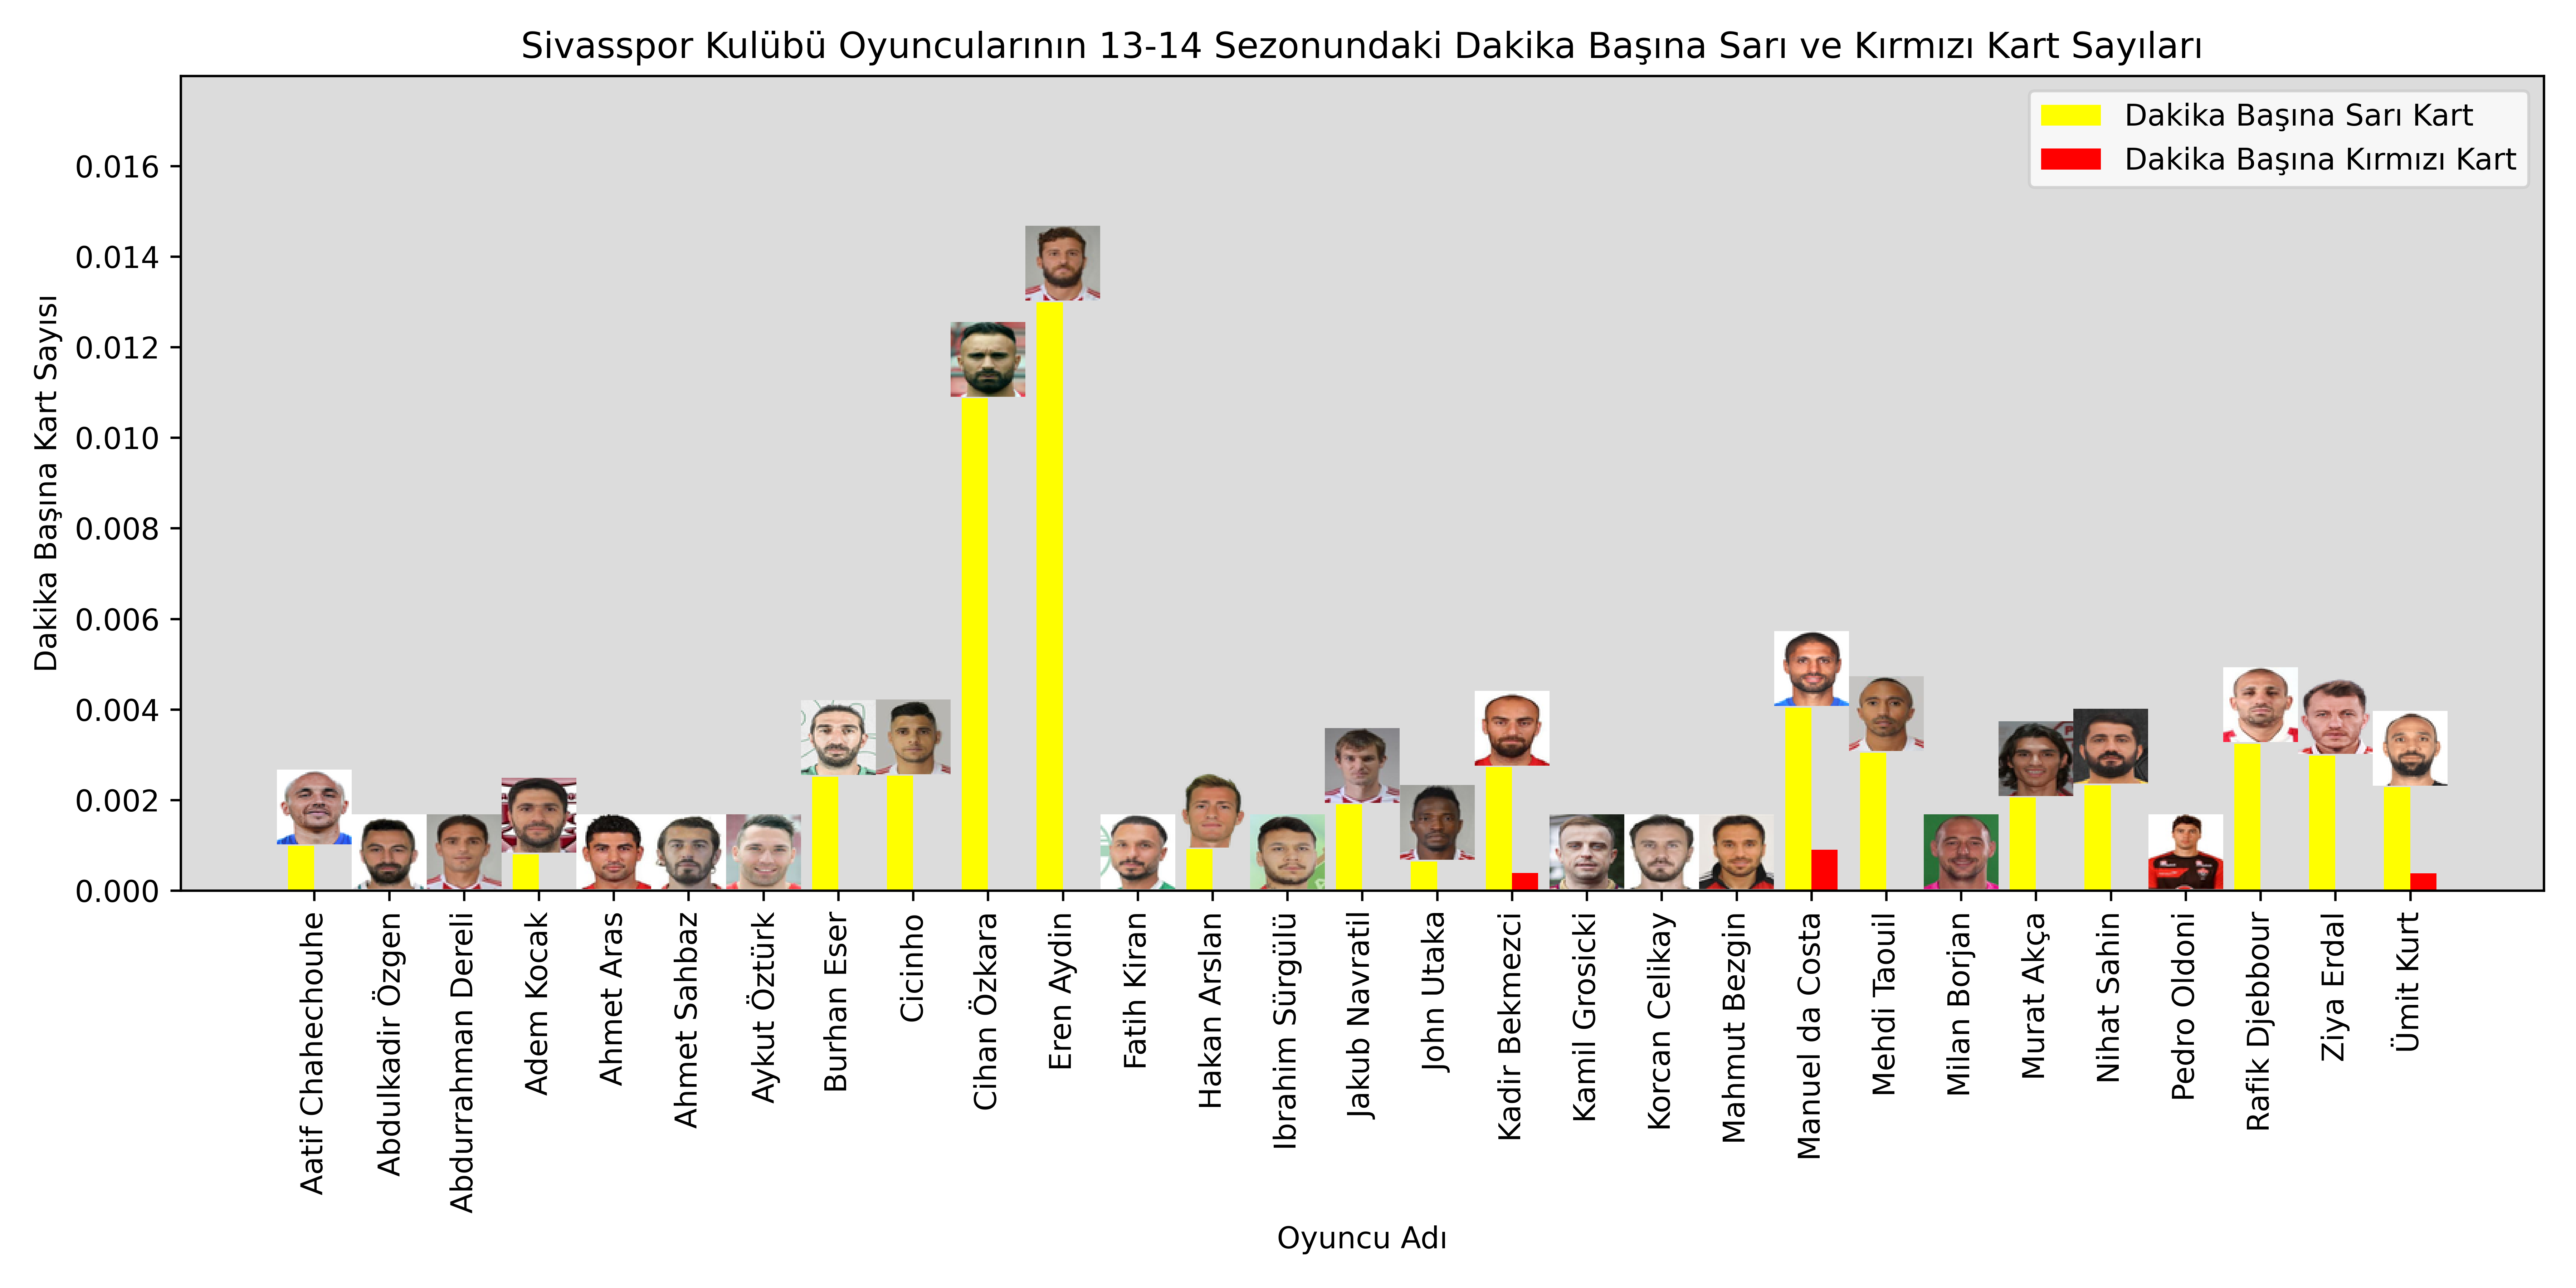 Sivasspor Kulübü Oyuncularının 13-14 Sezonundaki Dakika Başına Sarı ve Kırmızı Kart Sayıları
Dakika Başına Sarı Kart
Dakika Başına Kırmızı Kart
Dakika Başına Kart Sayısı
0.016
0.014
0.012
0.010
0.008
0.006
0.004
0.002
0.000
Aatif Chahechouhe
Abdulkadir Özgen
Abdurrahman Dereli
Adem Kocak
Ahmet Aras
Ahmet Sahbaz
Aykut Öztürk
Burhan Eser
Cicinho
Cihan Özkara
Eren Aydin
Fatih Kiran
Hakan Arslan
Ibrahim Sürgülü
Jakub Navratil
John Utaka
Kadir Bekmezci
Kamil Grosicki
Korcan Celikay
Mahmut Bezgin
Manuel da Costa
Mehdi Taouil
Milan Borjan
Murat Akça
Nihat Sahin
Pedro Oldoni
Rafik Djebbour
Ziya Erdal
Ümit Kurt
Oyuncu Adı